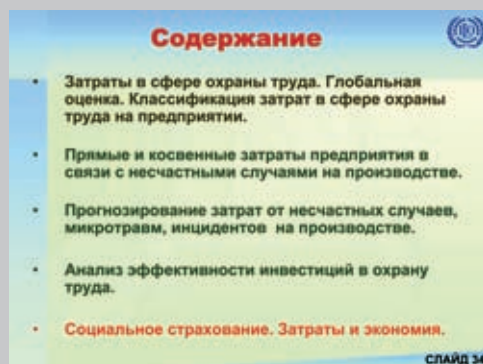 Содержание
• Затраты в сфере охраны труда. Глобальная
оценка. Классификация затрат в сфере охраны
труда на предприятии.
• Прямые и косвенные затраты предприятия в
связи с несчастными случаями на производстве.
• Прогнозирование затрат от несчастных случаев,
микротравм, инцидентов на производстве.
• Анализ эффективности инвестиций в охрану
труда.
• Социальное страхование. Затраты и экономия.
СЛАЙД 34